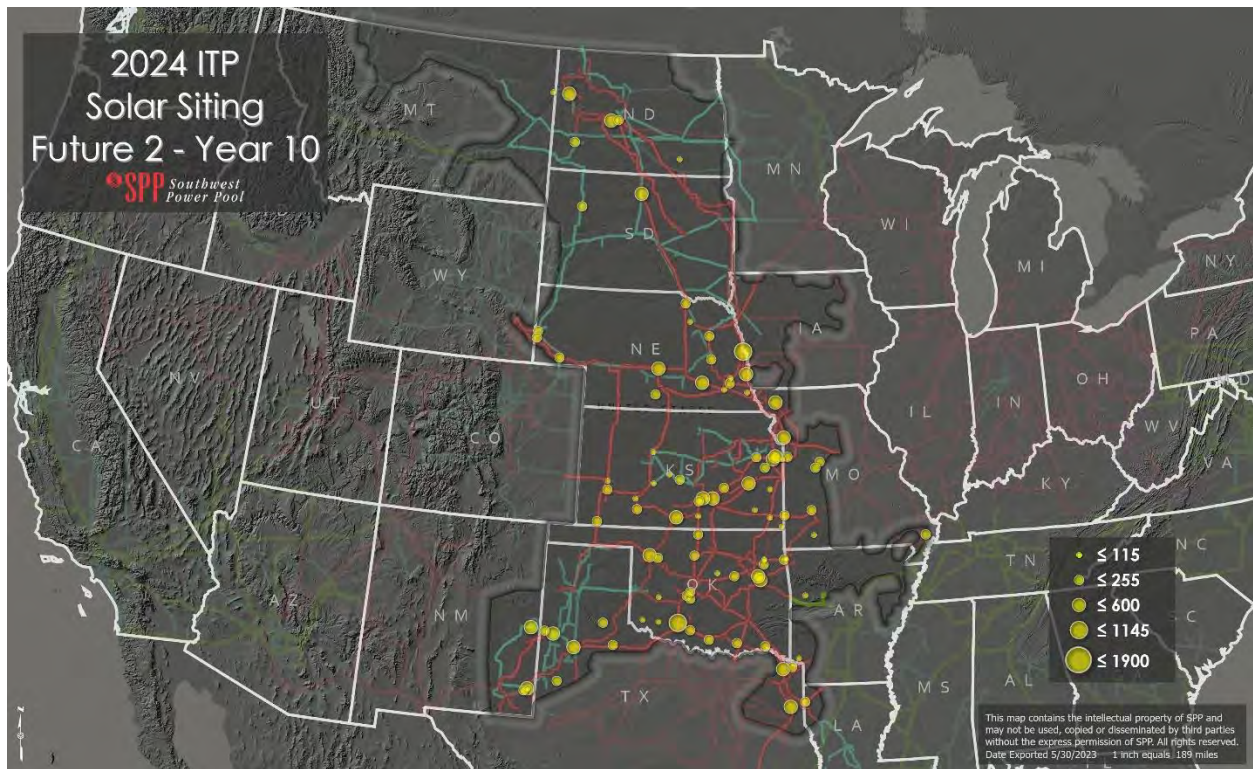 2024 ITP
Solar Siting
Future 2 - Year 10
SPP Southwest
Power Pool
MT
ND
MN
SD
WI
WY
MI
NY
IA
NE
PA
NV
UT
CO
CA
IL
IN
OH
WV
VA
KS
MO
KY
AZ
NM
OK
AR
TN
NC
SC
TX
LA
MS
AL
≤ 115
≤ 255
≤ 600
≤ 1145
≤ 1900
This map contains the intellectual property of SPP and
may not be used, copied or disseminated by third parties
without the express permission of SPP. All rights reserved.
Date Exported 5/30/2023 1 inch equals 189 miles